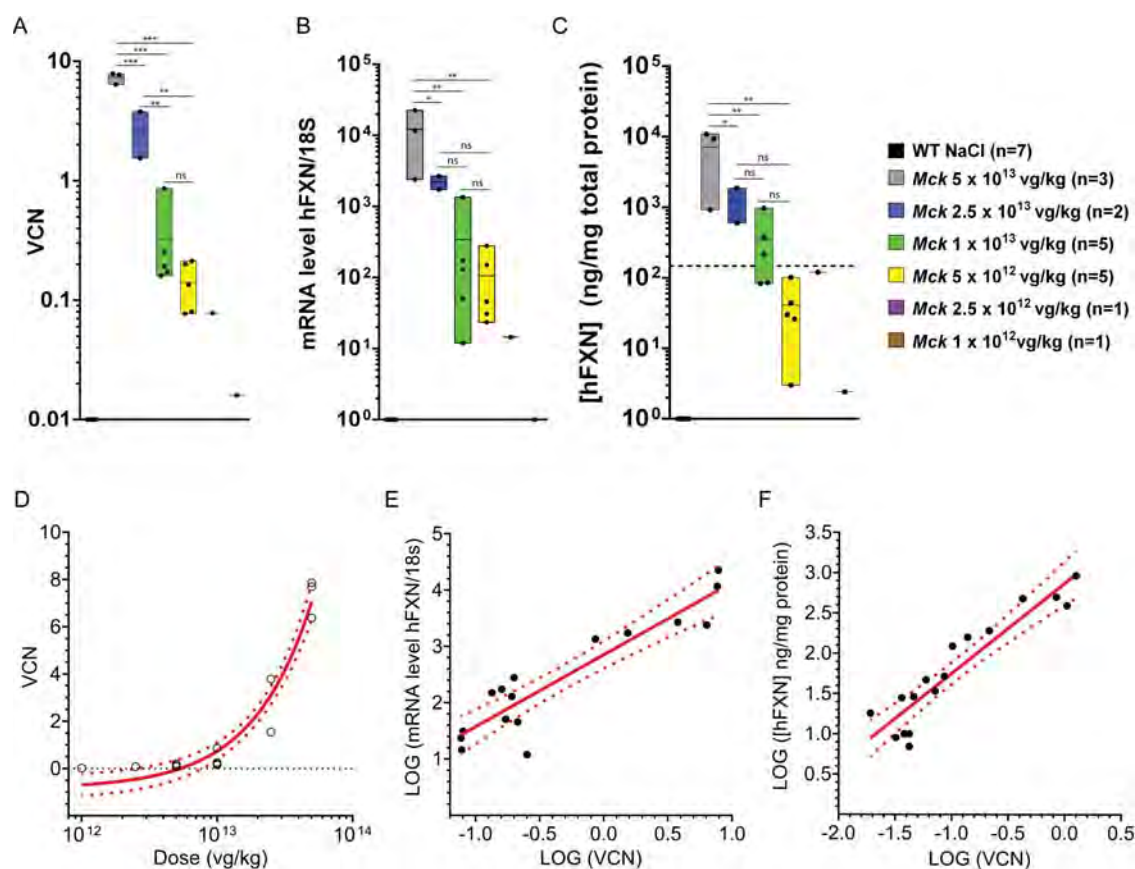 A
VCN
10
1
0.1
0.01
***
***
***
**
**
ns
B
mRNA level hFXN/18S
10⁵
10⁴
10³
10²
10¹
10⁰
**
**
*
ns
ns
ns
C
[hFXN] (ng/mg total protein)
10⁵
10⁴
10³
10²
10¹
10⁰
**
**
*
ns
ns
ns
WT NaCl (n=7)
Mck 5 x 10¹³ vg/kg (n=3)
Mck 2.5 x 10¹³ vg/kg (n=2)
Mck 1 x 10¹³ vg/kg (n=5)
Mck 5 x 10¹² vg/kg (n=5)
Mck 2.5 x 10¹² vg/kg (n=1)
Mck 1 x 10¹²vg/kg (n=1)
D
VCN
10
8
6
4
2
0
10¹²
10¹³
10¹⁴
Dose (vg/kg)
E
LOG (mRNA level hFXN/18s)
5
4
3
2
1
-1.0
-0.5
0.0
0.5
1.0
LOG (VCN)
F
LOG ([hFXN] ng/mg protein)
3.5
3.0
2.5
2.0
1.5
1.0
0.5
-2.0
-1.5
-1.0
-0.5
0.0
0.5
LOG (VCN)